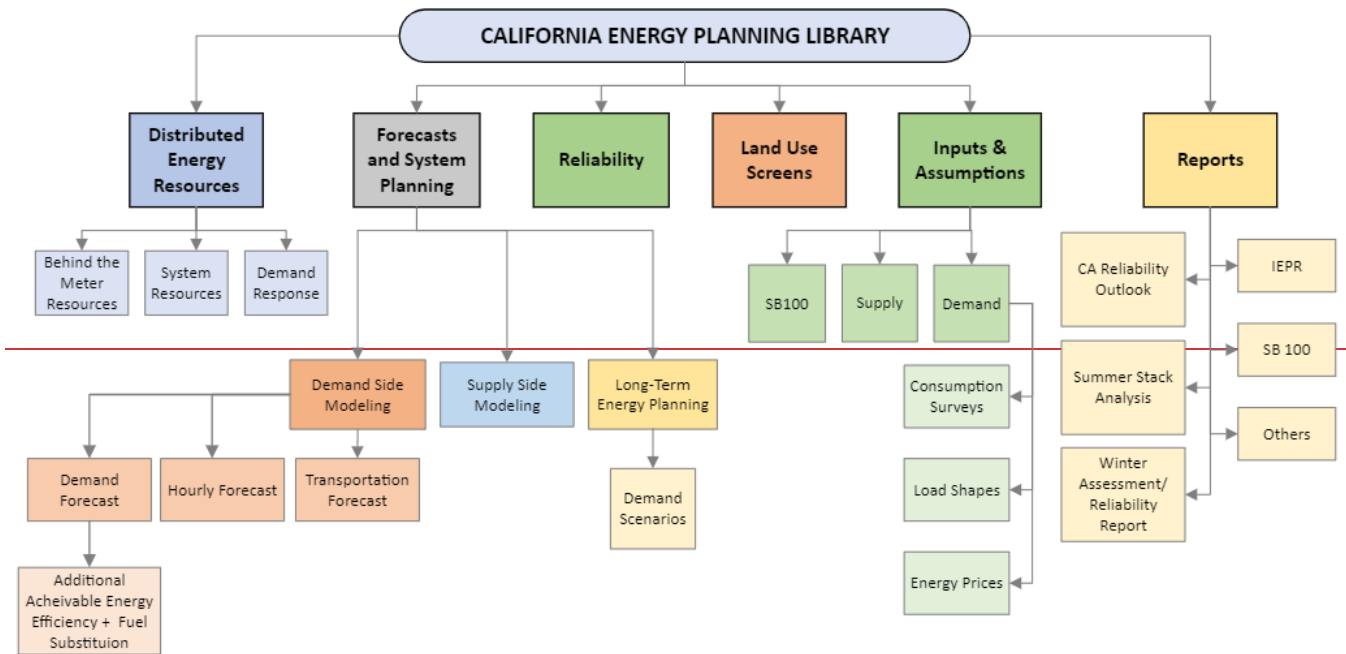 CALIFORNIA ENERGY PLANNING LIBRARY
Distributed
Energy
Resources
Forecasts
and System
Planning
Reliability
Land Use
Screens
Inputs &
Assumptions
Reports
Behind the
Meter
Resources
System
Resources
Demand
Response
SB100
Supply
Demand
CA Reliability
Outlook
IEPR
Demand Side
Modeling
Supply Side
Modeling
Long-Term
Energy Planning
Consumption
Surveys
Summer Stack
Analysis
SB 100
Others
Demand
Forecast
Hourly Forecast
Transportation
Forecast
Demand
Scenarios
Load Shapes
Winter
Assessment/
Reliability
Report
Energy Prices
Additional
Acheivable Energy
Efficiency + Fuel
Substituion